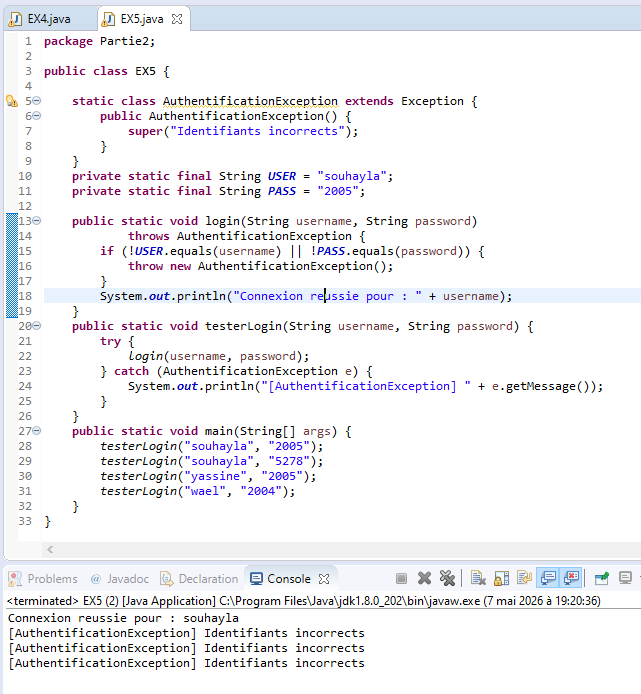 EX4.java EX5.java
1 package Partie2;
2
3 public class EX5 {
4
5     static class AuthentificationException extends Exception {
6         public AuthentificationException() {
7             super("Identifiants incorrects");
8         }
9     }
10     private static final String USER = "souhayla";
11     private static final String PASS = "2005";
12
13     public static void login(String username, String password)
14             throws AuthentificationException {
15         if (!USER.equals(username) || !PASS.equals(password)) {
16             throw new AuthentificationException();
17         }
18         System.out.println("Connexion reussie pour : " + username);
19     }
20     public static void testerLogin(String username, String password) {
21         try {
22             login(username, password);
23         } catch (AuthentificationException e) {
24             System.out.println("[AuthentificationException] " + e.getMessage());
25         }
26     }
27     public static void main(String[] args) {
28         testerLogin("souhayla", "2005");
29         testerLogin("souhayla", "5278");
30         testerLogin("yassine", "2005");
31         testerLogin("wael", "2004");
32     }
33 }
Problems @ Javadoc Declaration Console
<terminated> EX5 (2) [Java Application] C:\Program Files\Java\jdk1.8.0_202\bin\javaw.exe (7 mai 2026 à 19:20:36)
Connexion reussie pour : souhayla
[AuthentificationException] Identifiants incorrects
[AuthentificationException] Identifiants incorrects
[AuthentificationException] Identifiants incorrects